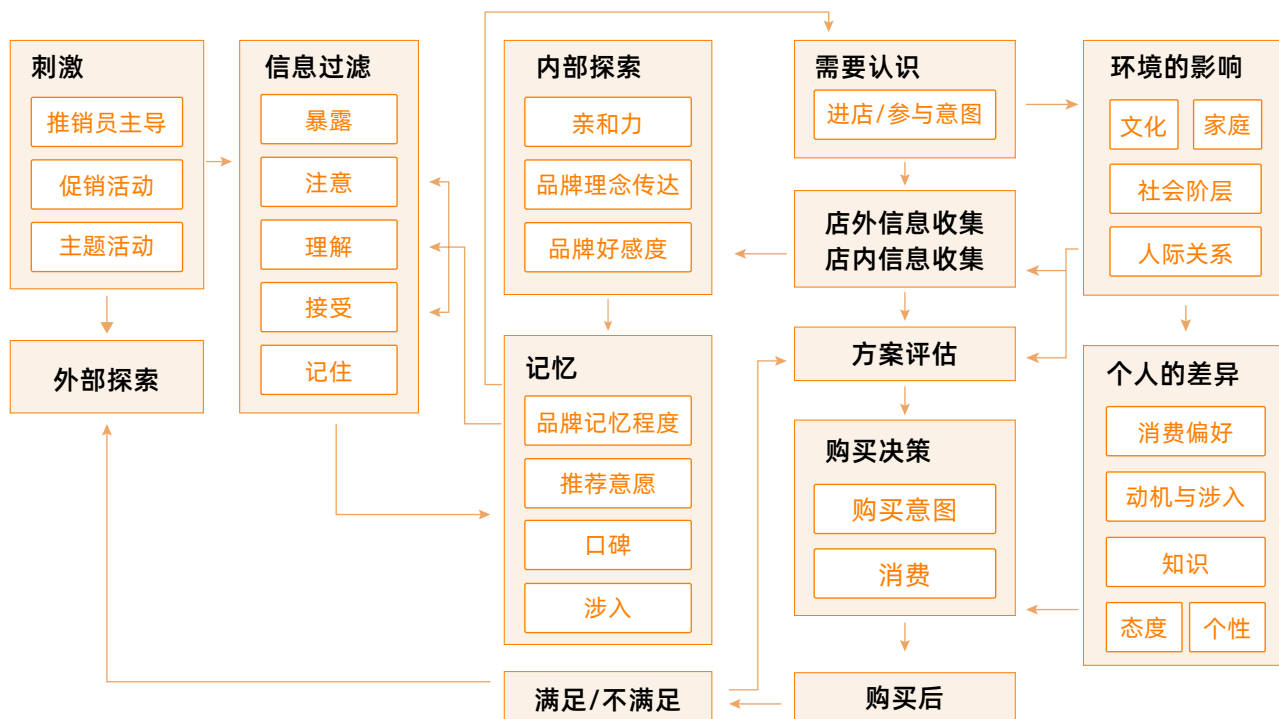 刺激
推销员主导
促销活动
主题活动
外部探索
信息过滤
暴露
注意
理解
接受
记住
内部探索
亲和力
品牌理念传达
品牌好感度
记忆
品牌记忆程度
推荐意愿
口碑
涉入
满足/不满足
需要认识
进店/参与意图
店外信息收集
店内信息收集
方案评估
购买决策
购买意图
消费
购买后
环境的影响
文化
家庭
社会阶层
人际关系
个人的差异
消费偏好
动机与涉入
知识
态度
个性